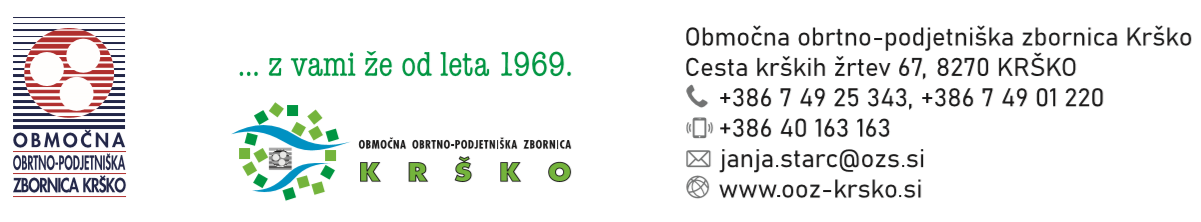 OBMOČNA
OBRTNO-PODJETNIŠKA
ZBORNICA KRŠKO
... z vami že od leta 1969.
OBMOČNA OBRTNO-PODJETNIŠKA ZBORNICA
KRŠKO
Območna obrtno-podjetniška zbornica Krško
Cesta krških žrtev 67, 8270 KRŠKO
+386 7 49 25 343, +386 7 49 01 220
+386 40 163 163
janja.starc@ozs.si
www.ooz-krsko.si